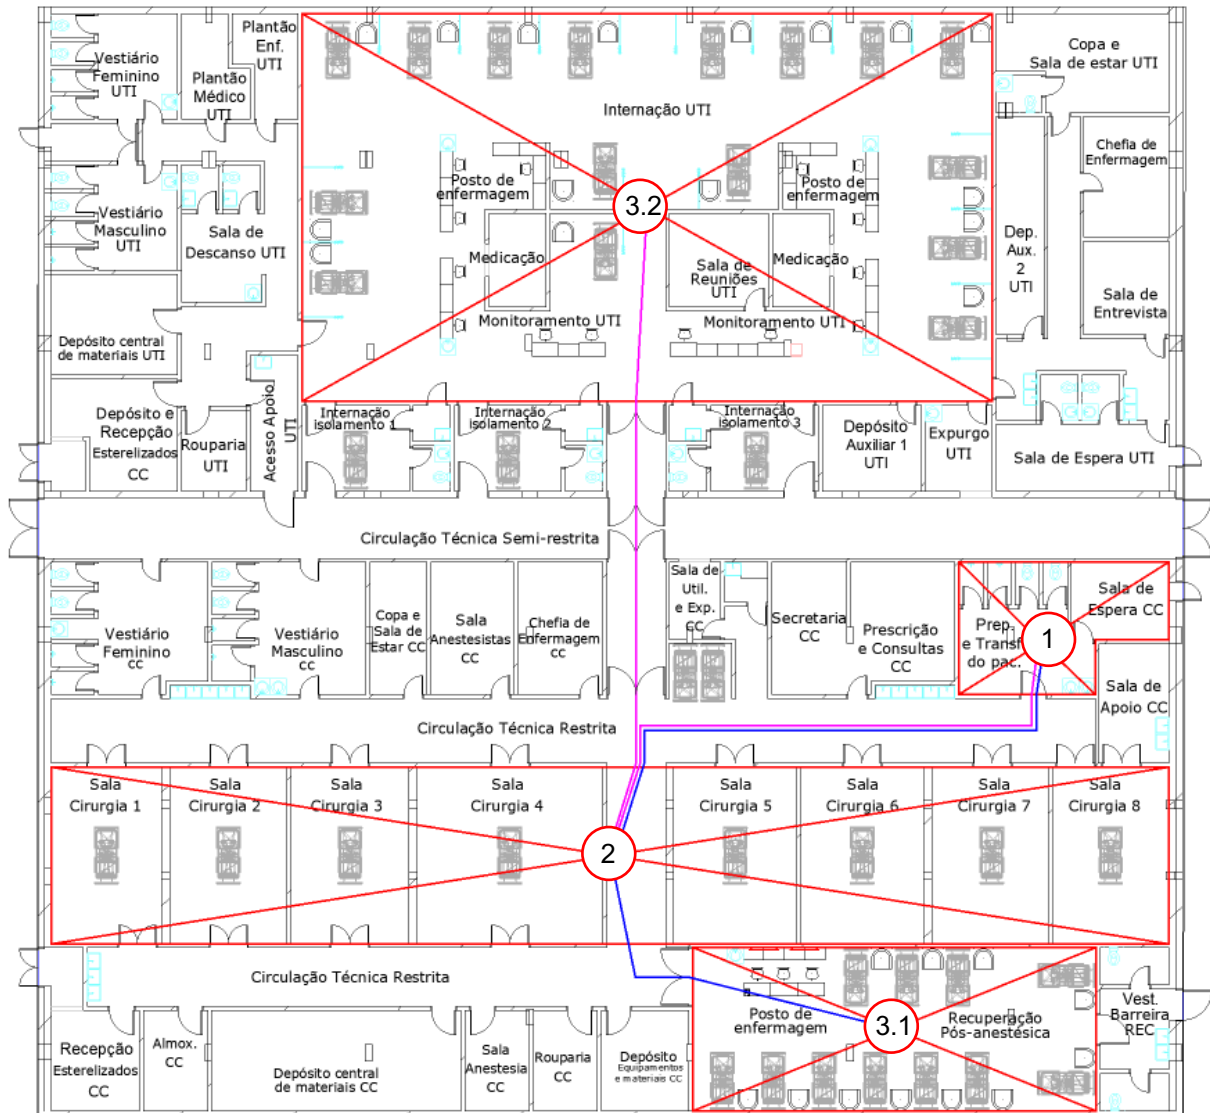 Vestiário
Feminino
UTI
Plantão
Médico
UTI
Plantão
Enf.
UTI
Internação UTI
Copa e
Sala de estar UTI
Chefia de
Enfermagem
Vestiário
Masculino
UTI
Sala de
Descanso UTI
Posto de
enfermagem
3.2
Posto de
enfermagem
Medicação
Sala de
Reuniões
UTI
Medicação
Dep.
Aux.
2
UTI
Sala de
Entrevista
Monitoramento UTI
Monitoramento UTI
Depósito central
de materiais UTI
Depósito e
Recepção
Esterelizados
CC
Rouparia
UTI
Acesso Apoio
UTI
Internação
isolamento 1
Internação
isolamento 2
Internação
isolamento 3
Depósito
Auxiliar 1
UTI
Expurgo
UTI
Sala de Espera UTI
Circulação Técnica Semi-restrita
Vestiário
Feminino
CC
Vestiário
Masculino
CC
Copa e
Sala de
Estar CC
Sala
Anestesistas
CC
Chefia de
Enfermagem
CC
Sala de
Util.
e Exp.
CC
Secretaria
CC
Prescrição
e Consultas
CC
Prep.
e Transf.
do pac.
1
Sala de
Espera CC
Sala de
Apoio CC
Circulação Técnica Restrita
Sala
Cirurgia 1
Sala
Cirurgia 2
Sala
Cirurgia 3
Sala
Cirurgia 4
2
Sala
Cirurgia 5
Sala
Cirurgia 6
Sala
Cirurgia 7
Sala
Cirurgia 8
Circulação Técnica Restrita
Posto de
enfermagem
3.1
Recuperação
Pós-anestésica
Vest.
Barreira
REC
Recepção
Esterelizados
CC
Almox.
CC
Depósito central
de materiais CC
Sala
Anestesia
CC
Rouparia
CC
Depósito
Equipamentos
e materiais CC